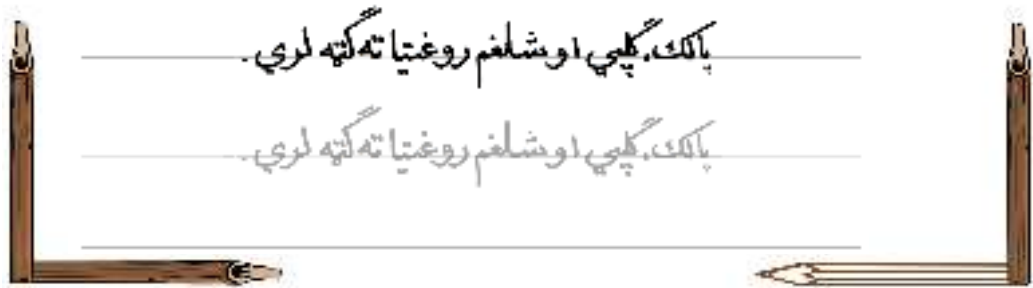 پالک، گلپي او شلغم روغتيا ته گټه لري.
پالک، گلپي او شلغم روغتيا ته گټه لري.